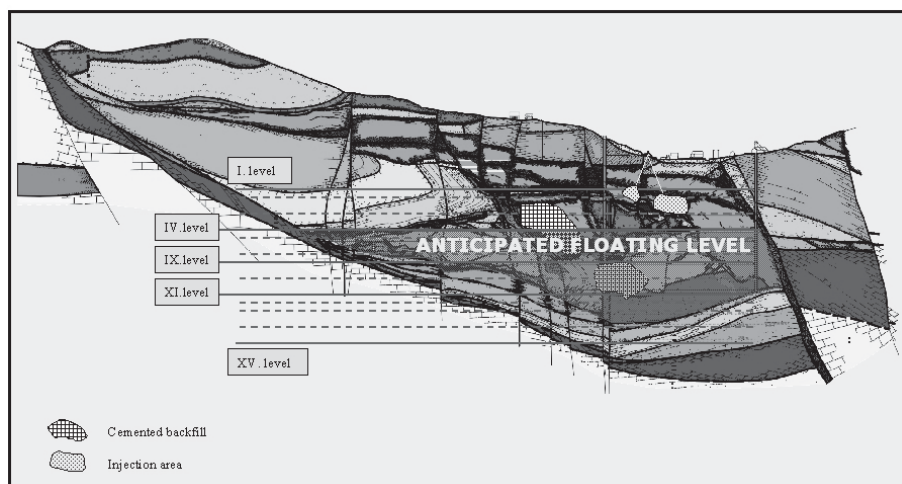 I. level
IV. level
ANTICIPATED FLOATING LEVEL
IX. level
XI. level
XV. level
Cemented backfill
Injection area